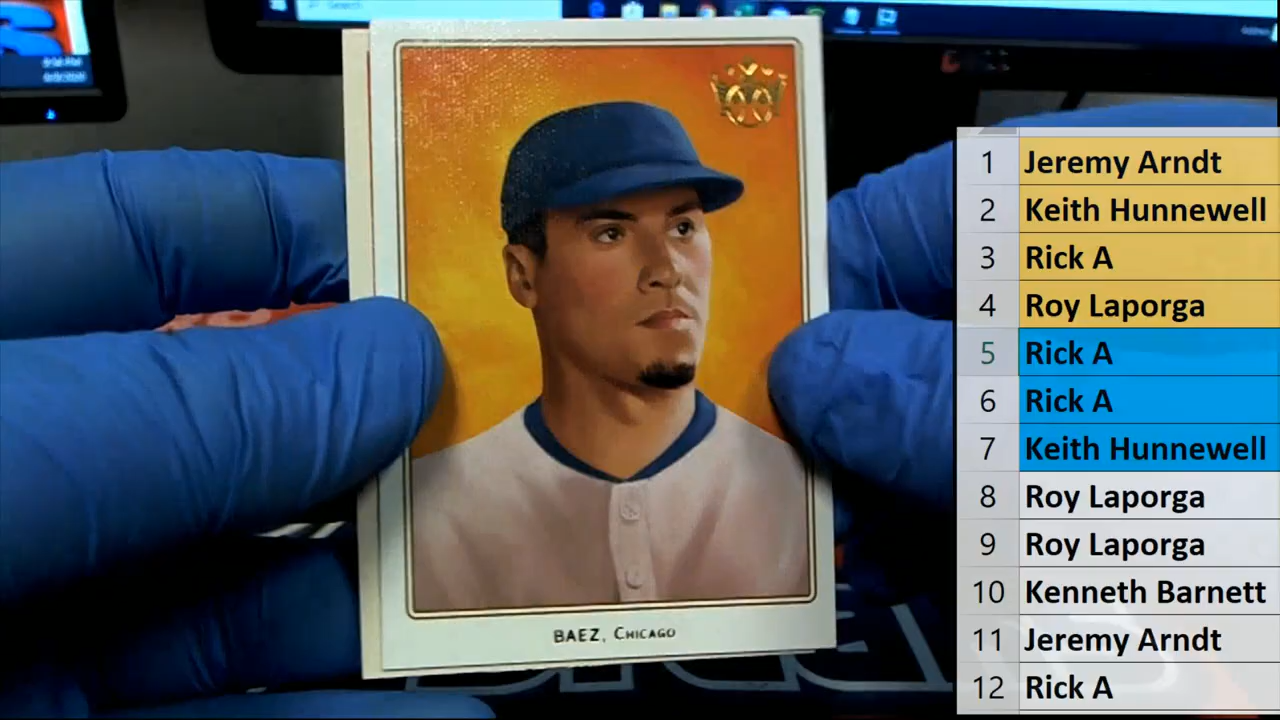 Search
BAEZ, CHICAGO
1 Jeremy Arndt
2 Keith Hunnewell
3 Rick A
4 Roy Laporga
5 Rick A
6 Rick A
7 Keith Hunnewell
8 Roy Laporga
9 Roy Laporga
10 Kenneth Barnett
11 Jeremy Arndt
12 Rick A